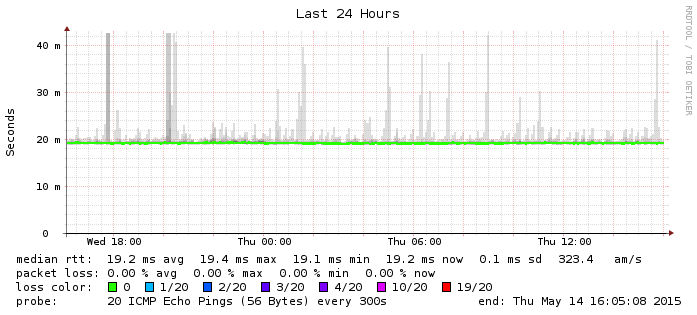 Last 24 Hours
RRDTOOL / TOBI OETIKER
Seconds
40 m
30 m
20 m
10 m
0
Wed 18:00 Thu 00:00 Thu 06:00 Thu 12:00
median rtt: 19.2 ms avg 19.4 ms max 19.1 ms min 19.2 ms now 0.1 ms sd 323.4 am/s
packet loss: 0.00 % avg 0.00 % max 0.00 % min 0.00 % now
loss color: 0 1/20 2/20 3/20 4/20 10/20 19/20
probe: 20 ICMP Echo Pings (56 Bytes) every 300s end: Thu May 14 16:05:08 2015